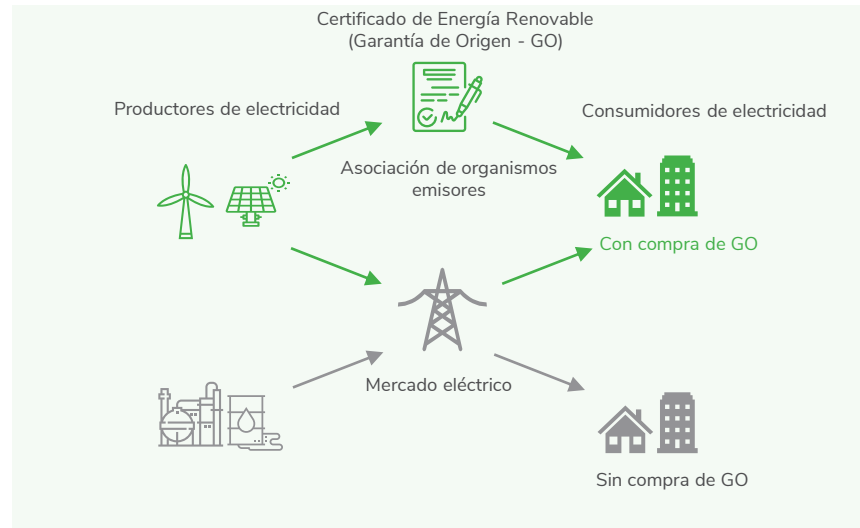 Certificado de Energía Renovable
(Garantía de Origen - GO)
Productores de electricidad
Consumidores de electricidad
Asociación de organismos
emisores
Con compra de GO
Mercado eléctrico
Sin compra de GO